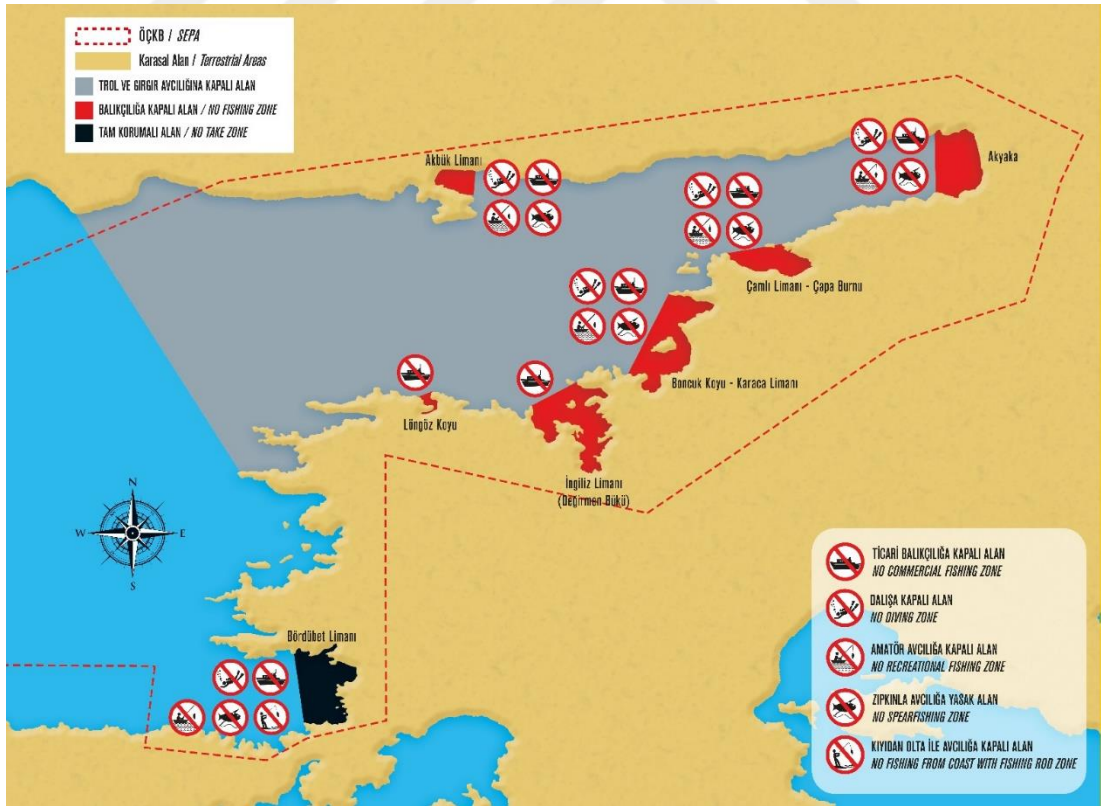 ÖÇKB / SEPA
Karasal Alan / Terrestrial Areas
TROL VE GIRGIR AVCILIĞINA KAPALI ALAN
BALIKÇILIĞA KAPALI ALAN / NO FISHING ZONE
TAM KORUMALI ALAN / NO TAKE ZONE
Akbük Limanı
Akyaka
Çamlı Limanı - Çapa Burnu
Boncuk Koyu - Karaca Limanı
Löngöz Koyu
İngiliz Limanı
(Değirmen Bükü)
N
W
E
S
Bördübet Limanı
TİCARİ BALIKÇILIĞA KAPALI ALAN
NO COMMERCIAL FISHING ZONE
DALIŞA KAPALI ALAN
NO DIVING ZONE
AMATÖR AVCILIĞA KAPALI ALAN
NO RECREATIONAL FISHING ZONE
ZIPKINLA AVCILIĞA YASAK ALAN
NO SPEARFISHING ZONE
KIYIDAN OLTA İLE AVCILIĞA KAPALI ALAN
NO FISHING FROM COAST WITH FISHING ROD ZONE